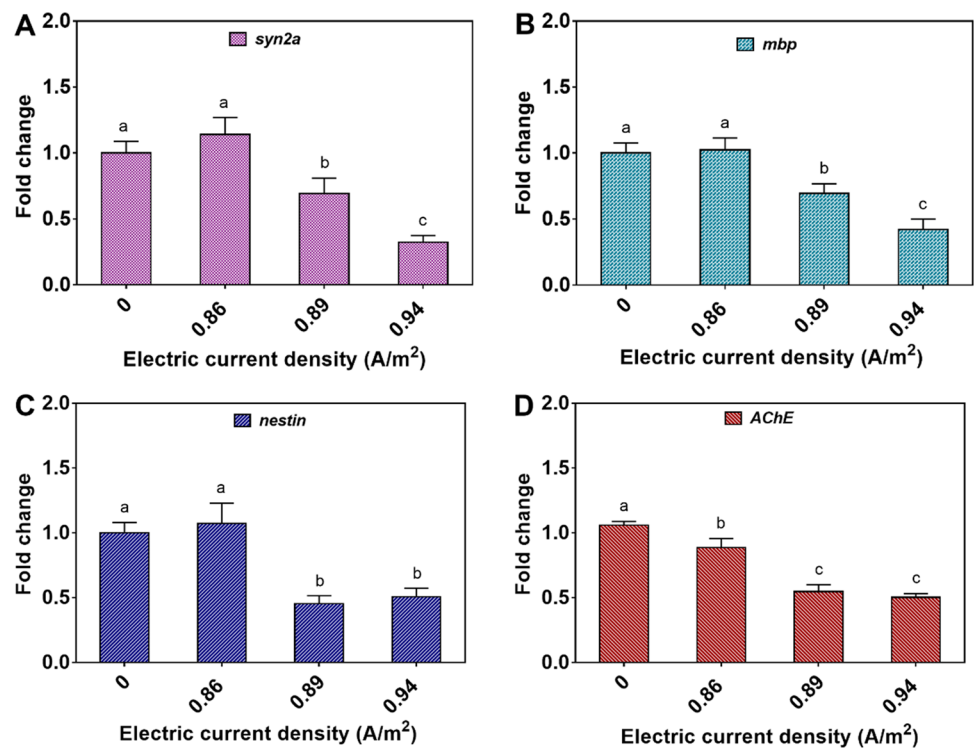 A
syn2a
Fold change
2.0
1.5
1.0
0.5
0.0
a
a
b
c
0
0.86
0.89
0.94
Electric current density (A/m²)
B
mbp
Fold change
2.0
1.5
1.0
0.5
0.0
a
a
b
c
0
0.86
0.89
0.94
Electric current density (A/m²)
C
nestin
Fold change
2.0
1.5
1.0
0.5
0.0
a
a
b
b
0
0.86
0.89
0.94
Electric current density (A/m²)
D
AChE
Fold change
2.0
1.5
1.0
0.5
0.0
a
b
c
c
0
0.86
0.89
0.94
Electric current density (A/m²)